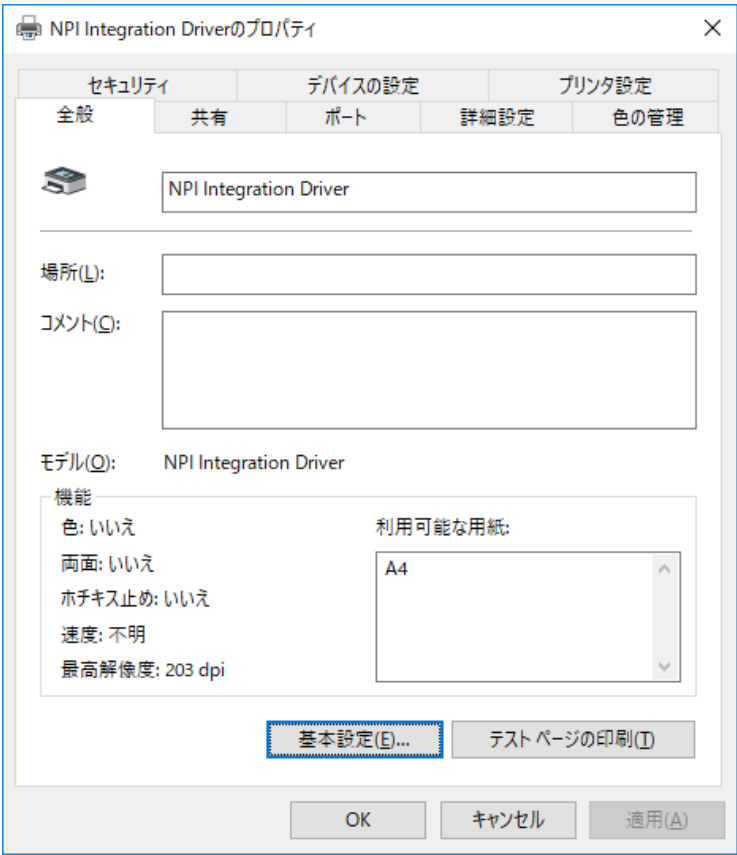 NPI Integration Driverのプロパティ
セキュリティ デバイスの設定 プリンタ設定
全般 共有 ポート 詳細設定 色の管理
NPI Integration Driver
場所(L):
コメント(C):
モデル(O): NPI Integration Driver
機能
色: いいえ
両面: いいえ
ホチキス止め: いいえ
速度: 不明
最高解像度: 203 dpi
利用可能な用紙:
A4
基本設定(E)... テスト ページの印刷(T)
OK キャンセル 適用(A)